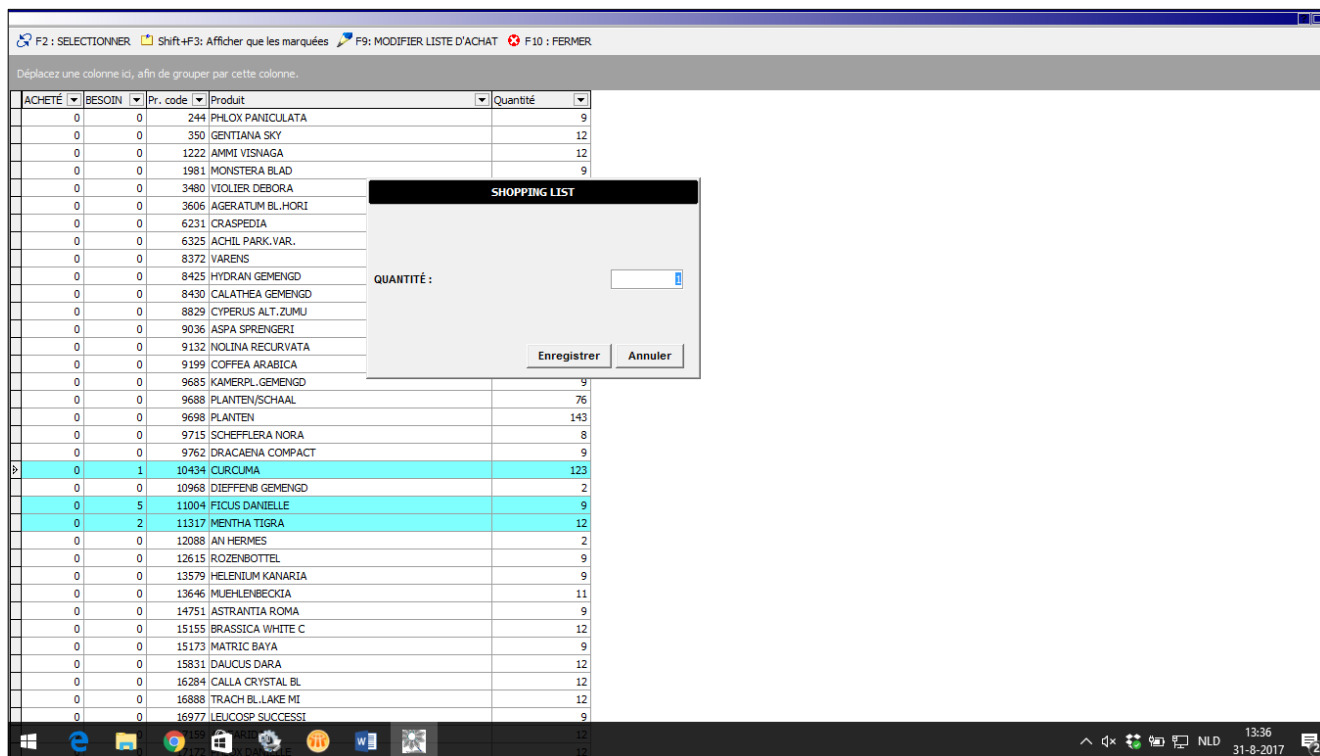 F2 : SELECTIONNER Shift+F3: Afficher que les marquées F9: MODIFIER LISTE D'ACHAT F10 : FERMER
Déplacez une colonne ici, afin de grouper par cette colonne.
ACHETÉ BESOIN Pr. code Produit Quantité
0 0 244 PHLOX PANICULATA 9
0 0 350 GENTIANA SKY 12
0 0 1222 AMMI VISNAGA 12
0 0 1981 MONSTERA BLAD 9
0 0 3480 VIOLIER DEBORA
0 0 3606 AGERATUM BL.HORI
0 0 6231 CRASPEDIA
0 0 6325 ACHIL PARK.VAR.
0 0 8372 VARENS
0 0 8425 HYDRAN GEMENGD
0 0 8430 CALATHEA GEMENGD
0 0 8829 CYPERUS ALT.ZUMU
0 0 9036 ASPA SPRENGERI
0 0 9132 NOLINA RECURVATA
0 0 9199 COFFEA ARABICA
0 0 9685 KAMERPL.GEMENGD 9
0 0 9688 PLANTEN/SCHAAL 76
0 0 9698 PLANTEN 143
0 0 9715 SCHEFFLERA NORA 8
0 0 9762 DRACAENA COMPACT 9
0 1 10434 CURCUMA 123
0 0 10968 DIEFFENB GEMENGD 2
0 5 11004 FICUS DANIELLE 9
0 2 11317 MENTHA TIGRA 12
0 0 12088 AN HERMES 2
0 0 12615 ROZENBOTTEL 9
0 0 13579 HELENIUM KANARIA 9
0 0 13646 MUEHLENBECKIA 11
0 0 14751 ASTRANTIA ROMA 9
0 0 15155 BRASSICA WHITE C 12
0 0 15173 MATRIC BAYA 9
0 0 15831 DAUCUS DARA 12
0 0 16284 CALLA CRYSTAL BL 12
0 0 16888 TRACH BL.LAKE MI 12
0 0 16977 LEUCOSP SUCCESSI 9
SHOPPING LIST
QUANTITÉ : 1
Enregistrer Annuler
NLD
13:36
31-8-2017